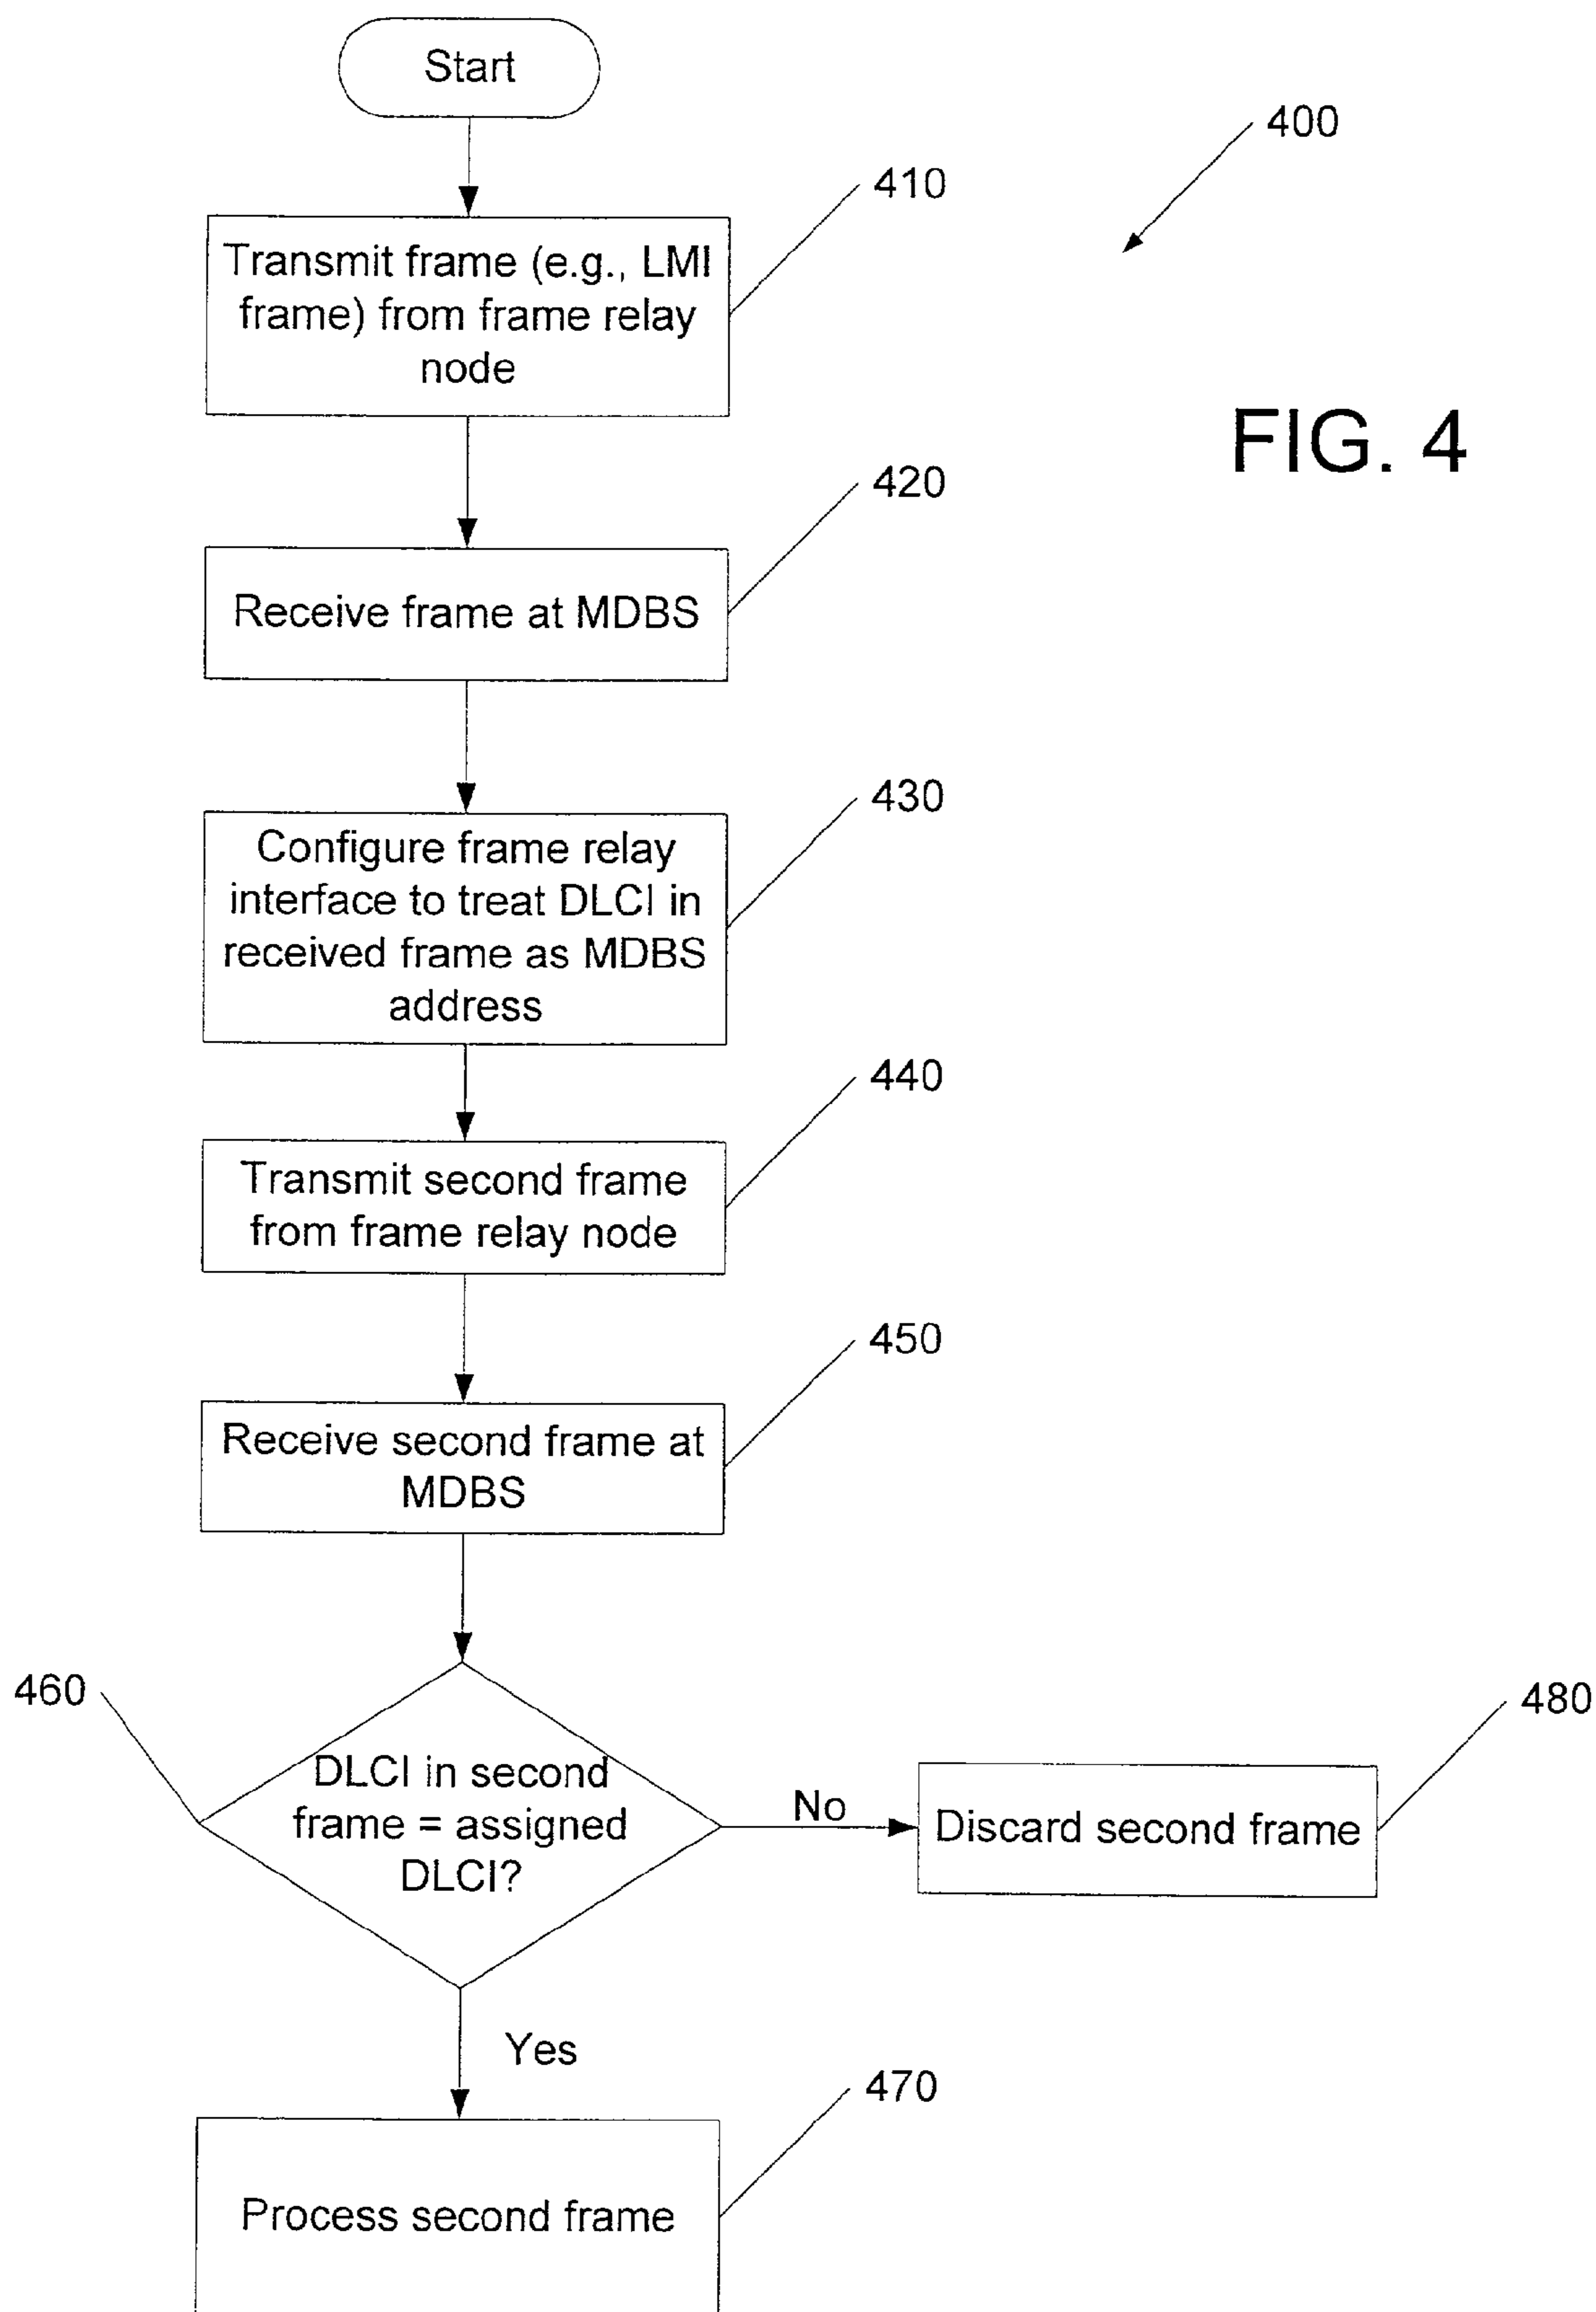 Start
400
410
Transmit frame (e.g., LMI
frame) from frame relay
node
FIG. 4
420
Receive frame at MDBS
430
Configure frame relay
interface to treat DLCI in
received frame as MDBS
address
440
Transmit second frame
from frame relay node
450
Receive second frame at
MDBS
460
480
DLCI in second
frame = assigned
DLCI?
No
Discard second frame
Yes
470
Process second frame